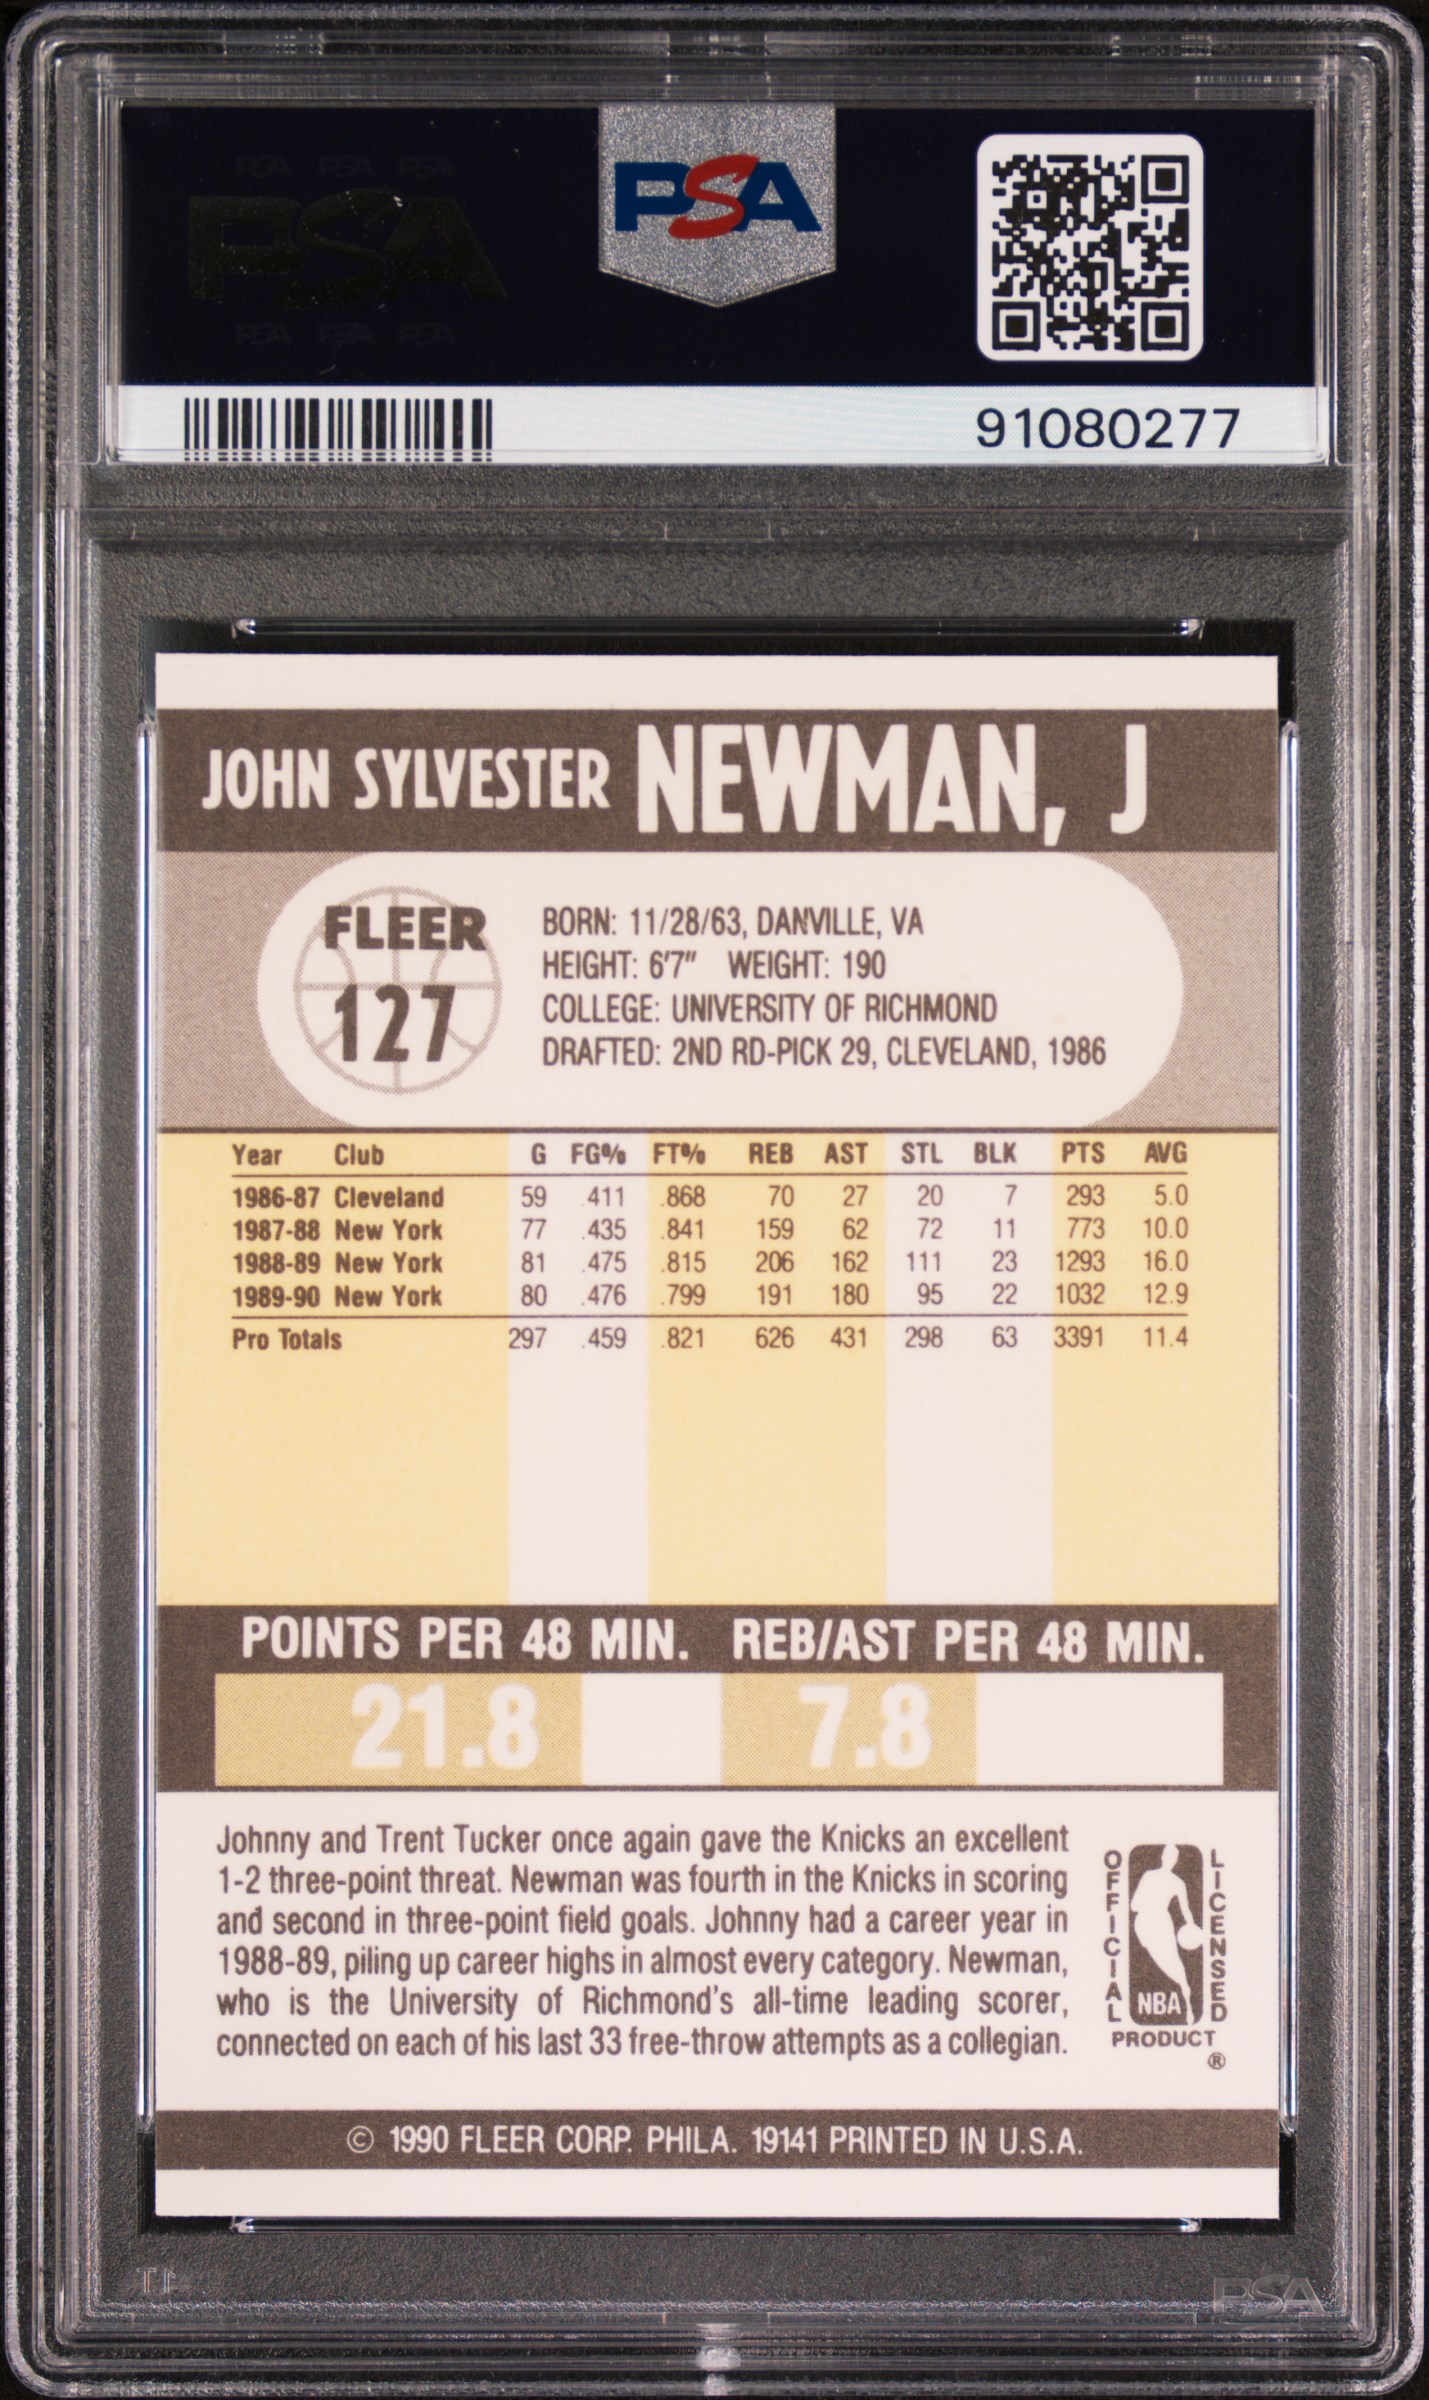 PSA PSA PSA
PSA
PSA PSA PSA
PSA
91080277
JOHN SYLVESTER NEWMAN, J
FLEER
127
BORN: 11/28/63, DANVILLE, VA
HEIGHT: 6'7" WEIGHT: 190
COLLEGE: UNIVERSITY OF RICHMOND
DRAFTED: 2ND RD-PICK 29, CLEVELAND, 1986
Year Club G FG% FT% REB AST STL BLK PTS AVG
1986-87 Cleveland 59 .411 .868 70 27 20 7 293 5.0
1987-88 New York 77 .435 .841 159 62 72 11 773 10.0
1988-89 New York 81 .475 .815 206 162 111 23 1293 16.0
1989-90 New York 80 .476 .799 191 180 95 22 1032 12.9
Pro Totals 297 .459 .821 626 431 298 63 3391 11.4
POINTS PER 48 MIN. REB/AST PER 48 MIN.
21.8 7.8
Johnny and Trent Tucker once again gave the Knicks an excellent
1-2 three-point threat. Newman was fourth in the Knicks in scoring
and second in three-point field goals. Johnny had a career year in
1988-89, piling up career highs in almost every category. Newman,
who is the University of Richmond's all-time leading scorer,
connected on each of his last 33 free-throw attempts as a collegian.
OFFICIAL
LICENSED
NBA
PRODUCT
®
© 1990 FLEER CORP. PHILA. 19141 PRINTED IN U.S.A.
PSA